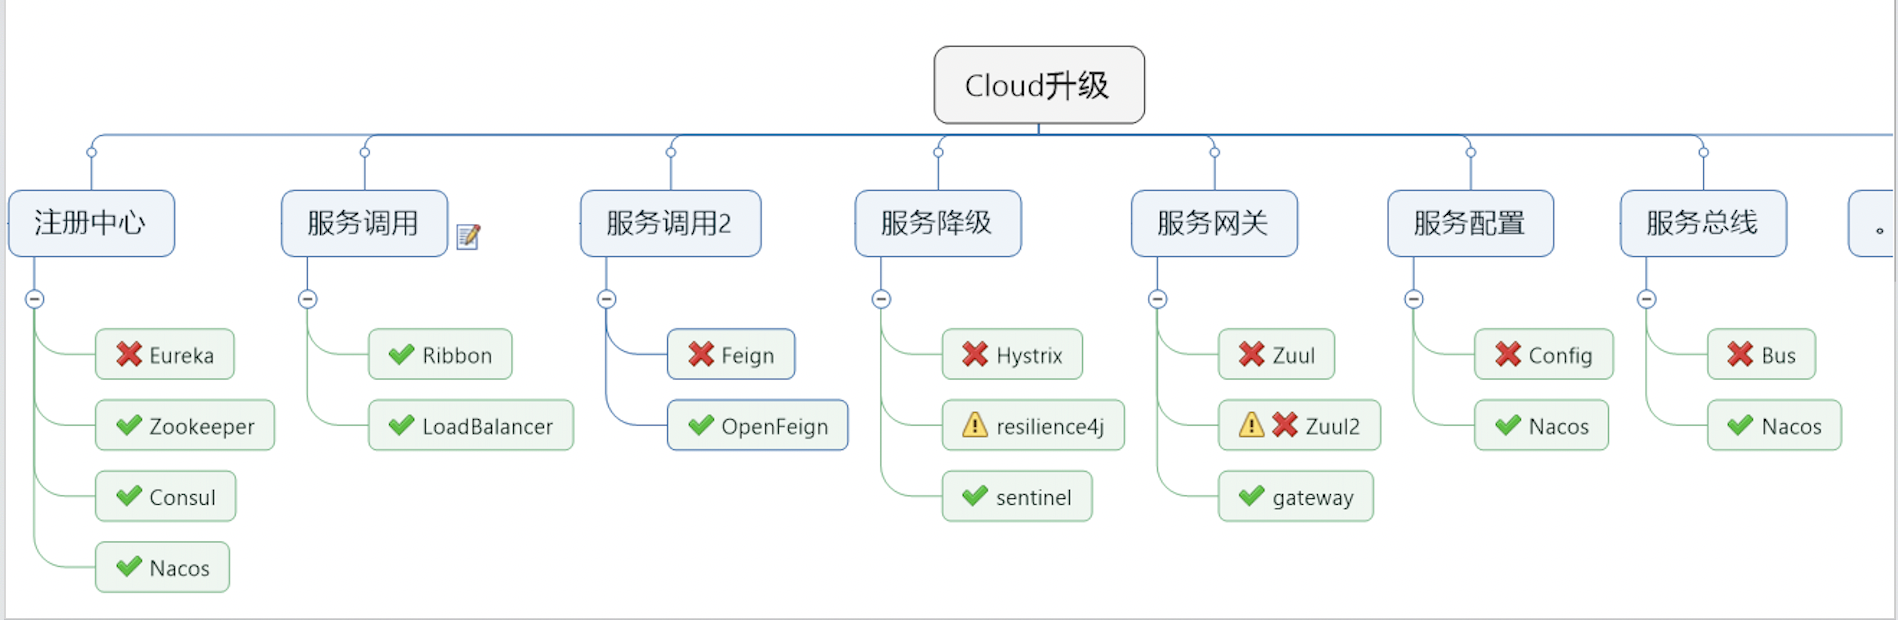 Cloud升级
注册中心
服务调用
服务调用2
服务降级
服务网关
服务配置
服务总线
。
Eureka
Ribbon
Feign
Hystrix
Zuul
Config
Bus
Zookeeper
LoadBalancer
OpenFeign
resilience4j
Zuul2
Nacos
Nacos
Consul
sentinel
gateway
Nacos